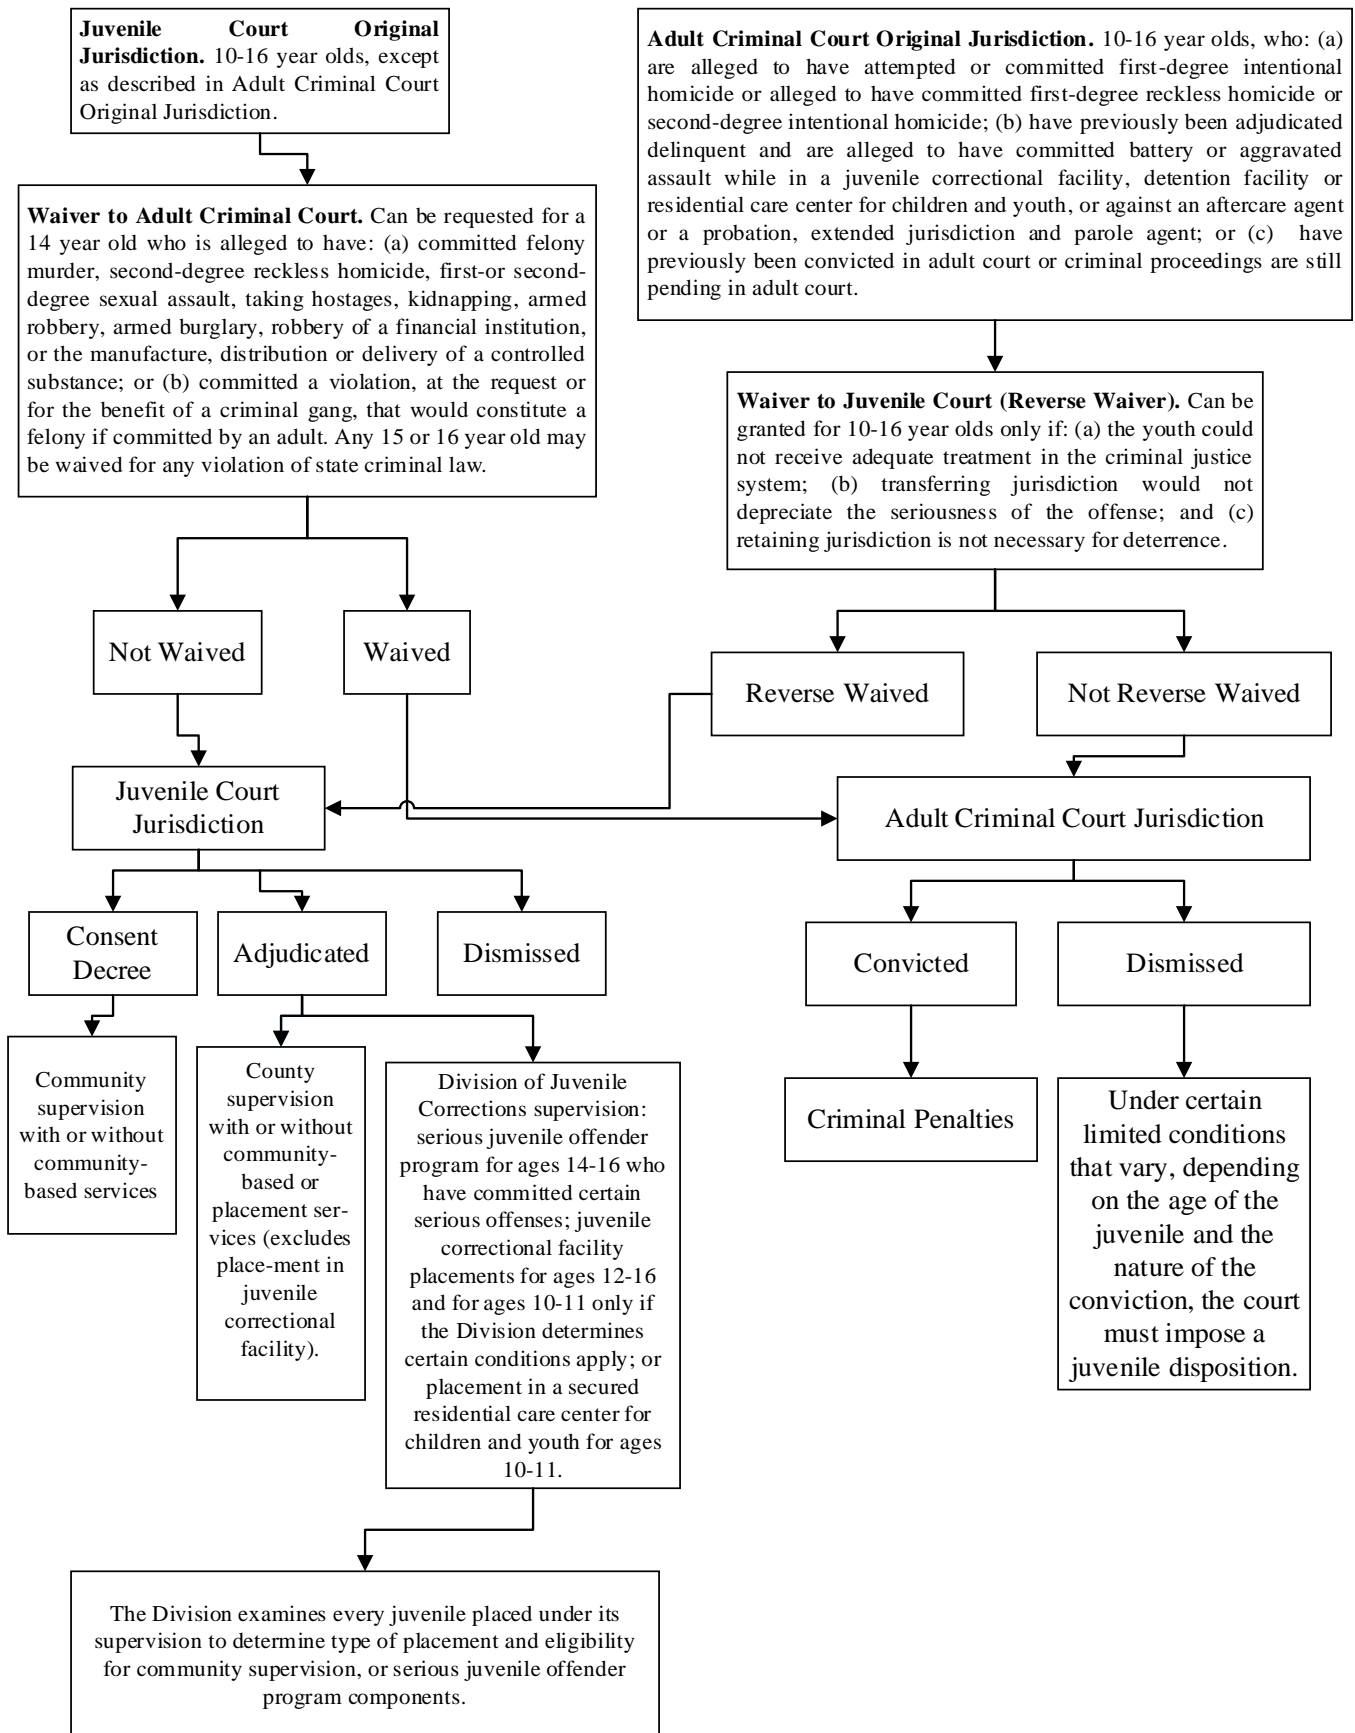 Juvenile Court Original
Jurisdiction. 10-16 year olds, except
as described in Adult Criminal Court
Original Jurisdiction.
Adult Criminal Court Original Jurisdiction. 10-16 year olds, who: (a)
are alleged to have attempted or committed first-degree intentional
homicide or alleged to have committed first-degree reckless homicide or
second-degree intentional homicide; (b) have previously been adjudicated
delinquent and are alleged to have committed battery or aggravated
assault while in a juvenile correctional facility, detention facility or
residential care center for children and youth, or against an aftercare agent
or a probation, extended jurisdiction and parole agent; or (c) have
previously been convicted in adult court or criminal proceedings are still
pending in adult court.
Waiver to Adult Criminal Court. Can be requested for a
14 year old who is alleged to have: (a) committed felony
murder, second-degree reckless homicide, first-or second-
degree sexual assault, taking hostages, kidnapping, armed
robbery, armed burglary, robbery of a financial institution,
or the manufacture, distribution or delivery of a controlled
substance; or (b) committed a violation, at the request or
for the benefit of a criminal gang, that would constitute a
felony if committed by an adult. Any 15 or 16 year old may
be waived for any violation of state criminal law.
Waiver to Juvenile Court (Reverse Waiver). Can be
granted for 10-16 year olds only if: (a) the youth could
not receive adequate treatment in the criminal justice
system; (b) transferring jurisdiction would not
depreciate the seriousness of the offense; and (c)
retaining jurisdiction is not necessary for deterrence.
Not Waived
Waived
Reverse Waived
Not Reverse Waived
Juvenile Court
Jurisdiction
Adult Criminal Court Jurisdiction
Consent
Decree
Adjudicated
Dismissed
Convicted
Dismissed
Community
supervision
with or without
community-
based services
County
supervision
with or without
community-
based or
placement ser-
vices (excludes
place-ment in
juvenile
correctional
facility).
Division of Juvenile
Corrections supervision:
serious juvenile offender
program for ages 14-16 who
have committed certain
serious offenses; juvenile
correctional facility
placements for ages 12-16
and for ages 10-11 only if
the Division determines
certain conditions apply; or
placement in a secured
residential care center for
children and youth for ages
10-11.
Criminal Penalties
Under certain
limited conditions
that vary, depending
on the age of the
juvenile and the
nature of the
conviction, the court
must impose a
juvenile disposition.
The Division examines every juvenile placed under its
supervision to determine type of placement and eligibility
for community supervision, or serious juvenile offender
program components.